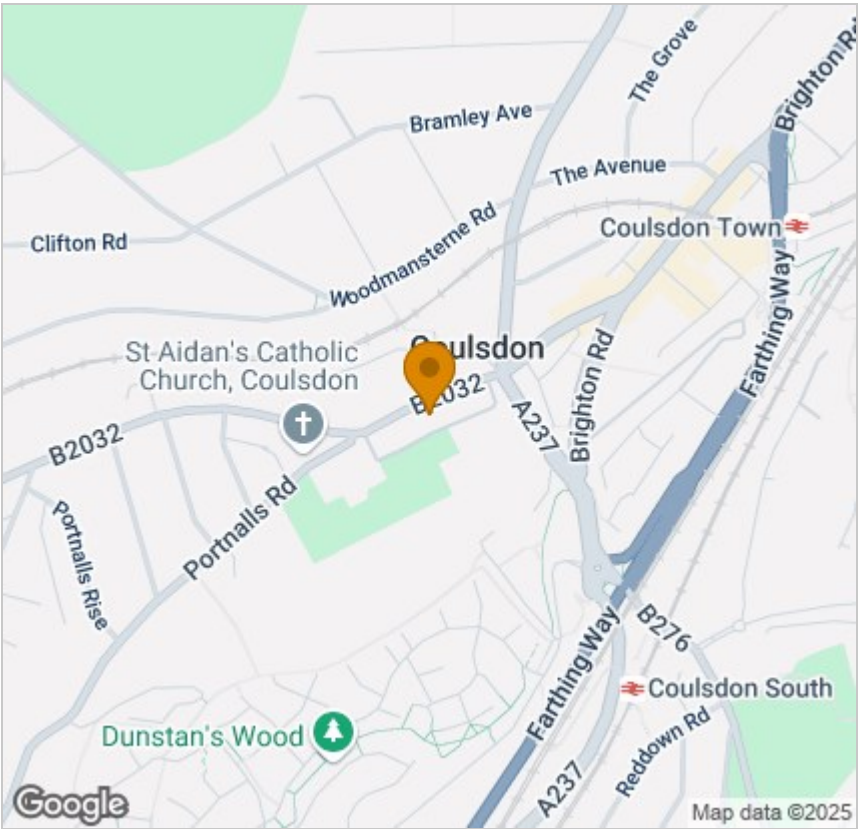 The Grove
Brighton Rd
Bramley Ave
The Avenue
Coulsdon Town
Clifton Rd
Woodmansterne Rd
Farthing Way
St Aidan's Catholic
Church, Coulsdon
Coulsdon
B2032
Brighton Rd
A237
B2032
Portnalls Rd
Portnalls Rise
B276
Farthing Way
Coulsdon South
Reddown Rd
Dunstan's Wood
A237
Google
Map data ©2025